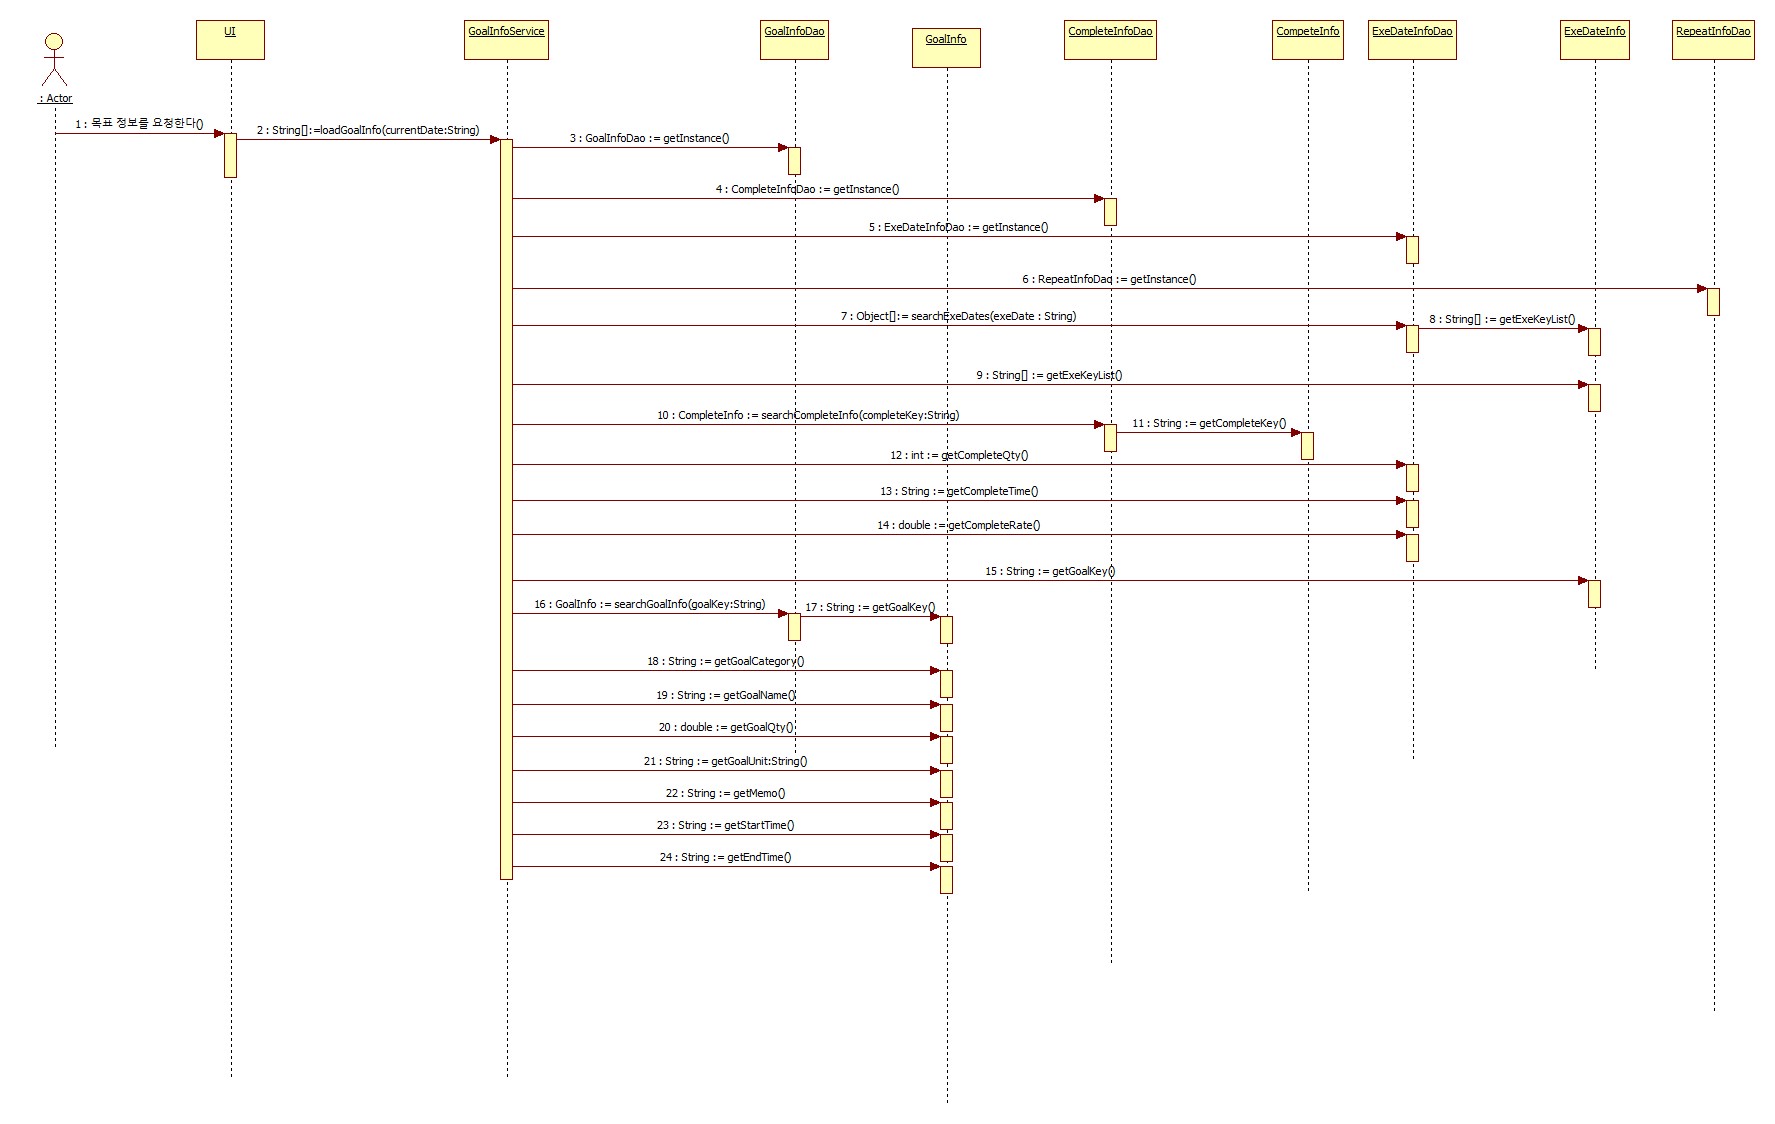 UI
GoalInfoService
GoalInfoDao
GoalInfo
CompleteInfoDao
CompeteInfo
ExeDateInfoDao
ExeDateInfo
RepeatInfoDao
: Actor
1 : 목표 정보를 요청한다()
2 : String[]:=loadGoalInfo(currentDate:String)
3 : GoalInfoDao := getInstance()
4 : CompleteInfoDao := getInstance()
5 : ExeDateInfoDao := getInstance()
6 : RepeatInfoDao := getInstance()
7 : Object[]:= searchExeDates(exeDate : String)
8 : String[] := getExeKeyList()
9 : String[] := getExeKeyList()
10 : CompleteInfo := searchCompleteInfo(completeKey:String)
11 : String := getCompleteKey()
12 : int := getCompleteQty()
13 : String := getCompleteTime()
14 : double := getCompleteRate()
15 : String := getGoalKey()
16 : GoalInfo := searchGoalInfo(goalKey:String)
17 : String := getGoalKey()
18 : String := getGoalCategory()
19 : String := getGoalName()
20 : double := getGoalQty()
21 : String := getGoalUnit:String()
22 : String := getMemo()
23 : String := getStartTime()
24 : String := getEndTime()